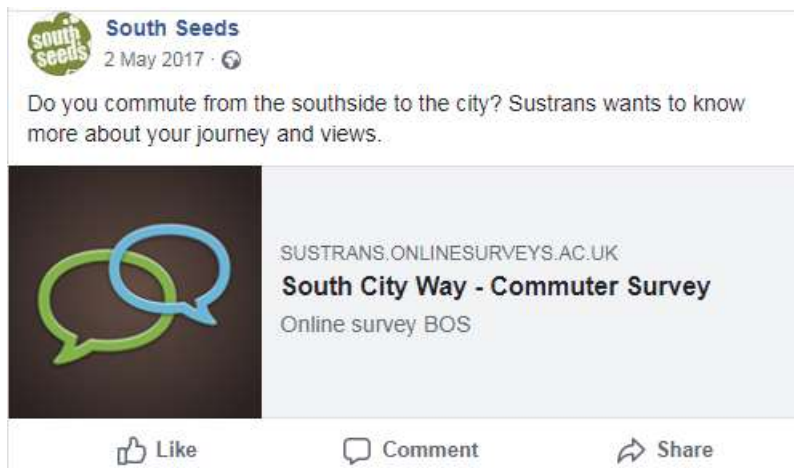 south
seeds
South Seeds
2 May 2017 ·
Do you commute from the southside to the city? Sustrans wants to know
more about your journey and views.
SUSTRANS.ONLINESURVEYS.AC.UK
South City Way - Commuter Survey
Online survey BOS
Like Comment Share